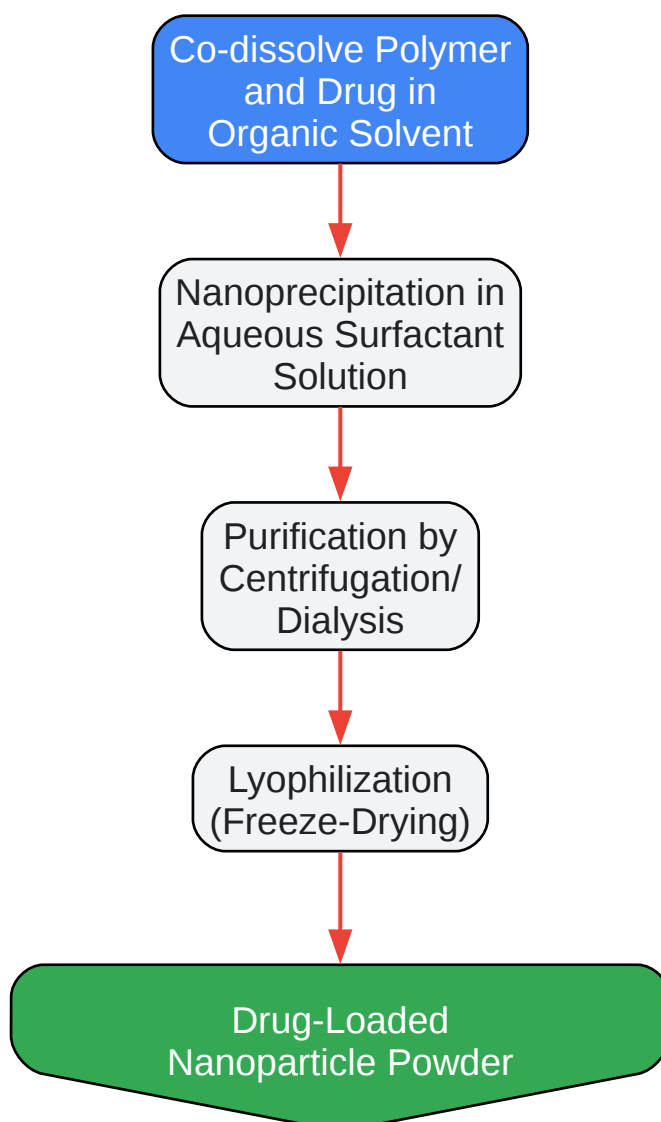 Co-dissolve Polymer
and Drug in
Organic Solvent
Nanoprecipitation in
Aqueous Surfactant
Solution
Purification by
Centrifugation/
Dialysis
Lyophilization
(Freeze-Drying)
Drug-Loaded
Nanoparticle Powder